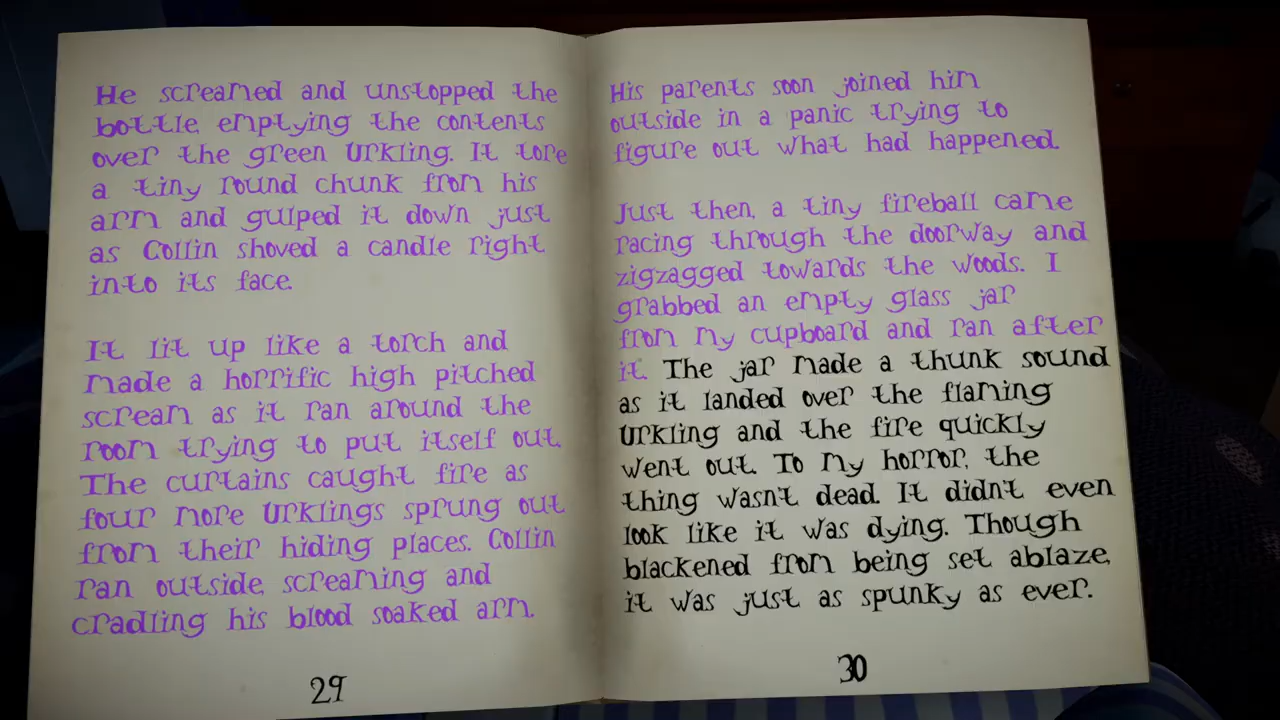 He screamed and unstopped the
bottle, emptying the contents
over the green Urkling. It tore
a tiny round chunk from his
arm and gulped it down just
as Collin shoved a candle right
into its face.
It lit up like a torch and
made a horrific high pitched
scream as it ran around the
room trying to put itself out.
The curtains caught fire as
four more Urklings sprung out
from their hiding places. Collin
ran outside, screaming and
cradling his blood soaked arm.
29
His parents soon joined him
outside in a panic trying to
figure out what had happened.
Just then, a tiny fireball came
racing through the doorway and
zigzagged towards the woods. I
grabbed an empty glass jar
from my cupboard and ran after
it. The jar made a thunk sound
as it landed over the flaming
Urkling and the fire quickly
went out. To my horror, the
thing wasn't dead. It didn't even
look like it was dying. Though
blackened from being set ablaze,
it was just as spunky as ever.
30